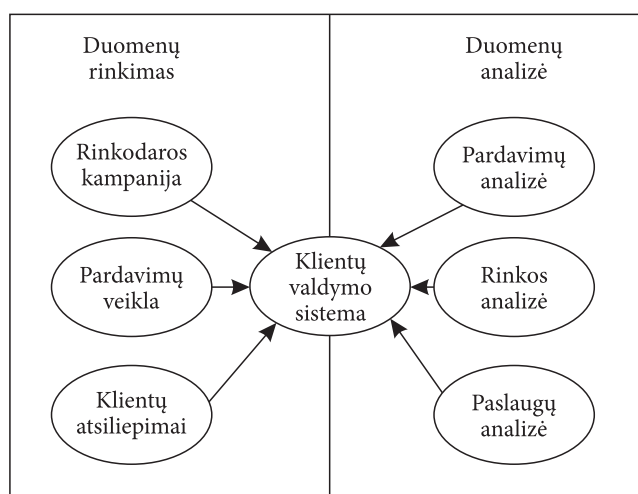 Duomenų
rinkimas
Duomenų
analizė
Rinkodaros
kampanija
Pardavimų
analizė
Pardavimų
veikla
Klientų
valdymo
sistema
Rinkos
analizė
Klientų
atsiliepimai
Paslaugų
analizė